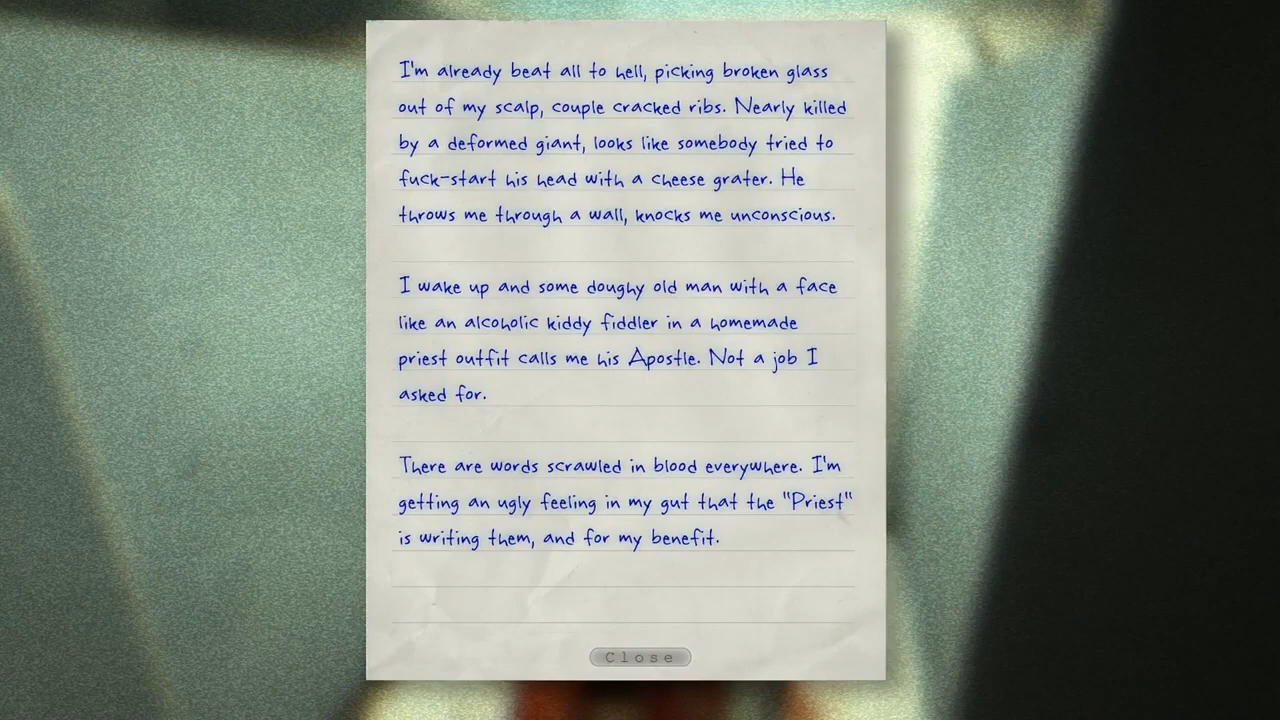 I'm already beat all to hell, picking broken glass
out of my scalp, couple cracked ribs. Nearly killed
by a deformed giant, looks like somebody tried to
fuck-start his head with a cheese grater. He
throws me through a wall, knocks me unconscious.
I wake up and some doughy old man with a face
like an alcoholic kiddy fiddler in a homemade
priest outfit calls me his Apostle. Not a job I
asked for.
There are words scrawled in blood everywhere. I'm
getting an ugly feeling in my gut that the "Priest"
is writing them, and for my benefit.
Close